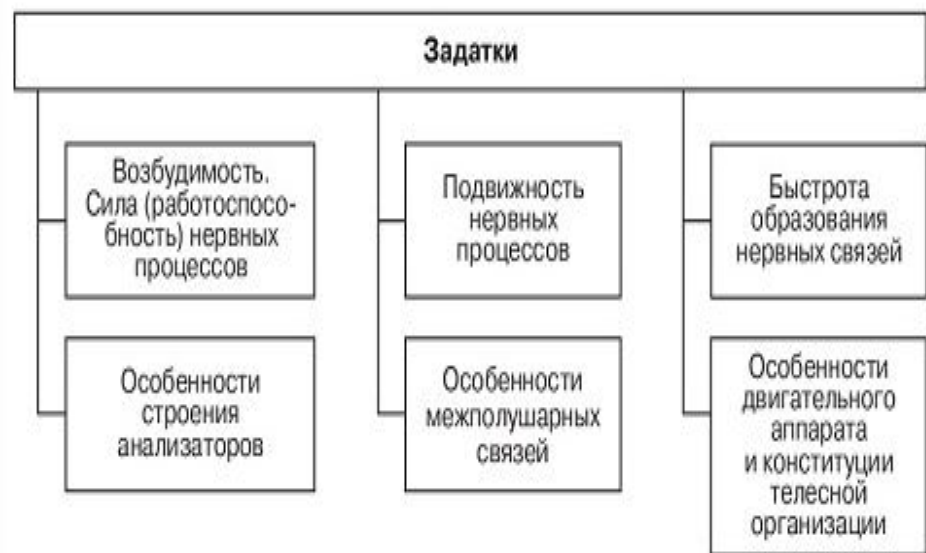 Задатки
Возбудимость.
Сила (работоспосо-
бность) нервных
процессов
Подвижность
нервных
процессов
Быстрота
образования
нервных связей
Особенности
строения
анализаторов
Особенности
межполушарных
связей
Особенности
двигательного
аппарата
и конституции
телесной
организации